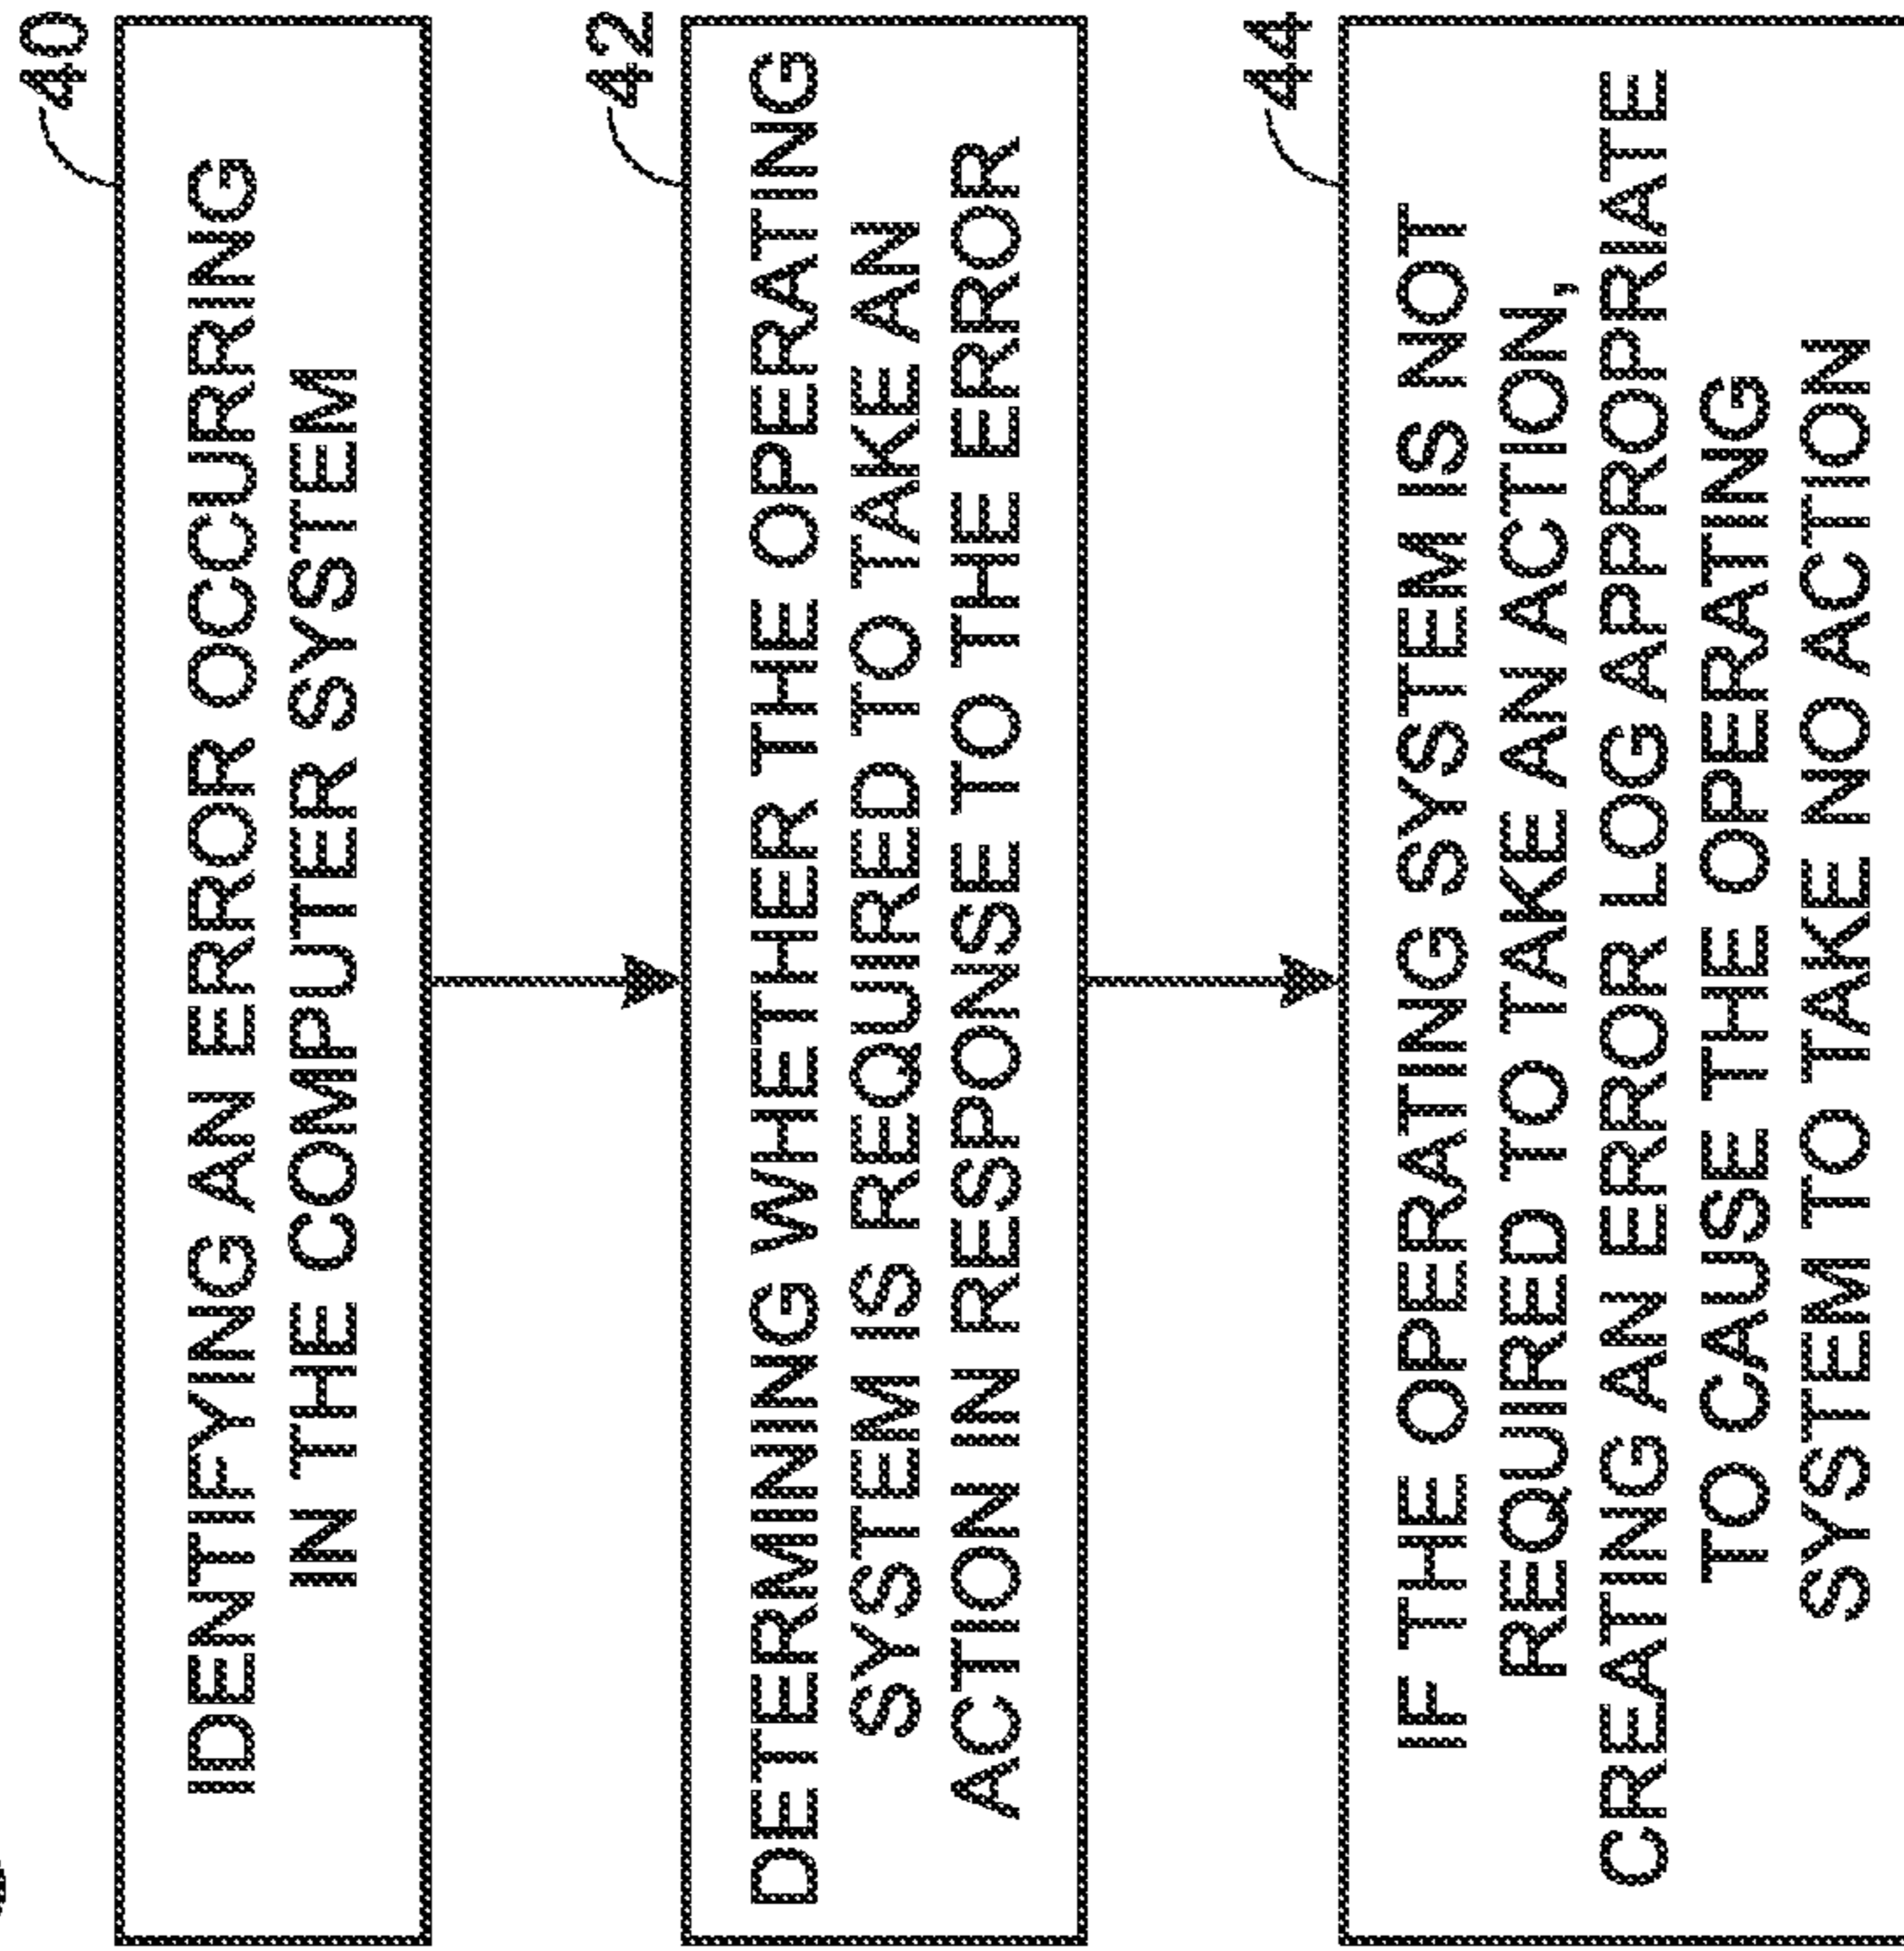 40
IDENTIFYING AN ERROR OCCURRING
IN THE COMPUTER SYSTEM
42
DETERMINING WHETHER THE OPERATING
SYSTEM IS REQUIRED TO TAKE AN
ACTION IN RESPONSE TO THE ERROR
44
IF THE OPERATING SYSTEM IS NOT
REQUIRED TO TAKE AN ACTION,
CREATING AN ERROR LOG APPROPRIATE
TO CAUSE THE OPERATING
SYSTEM TO TAKE NO ACTION